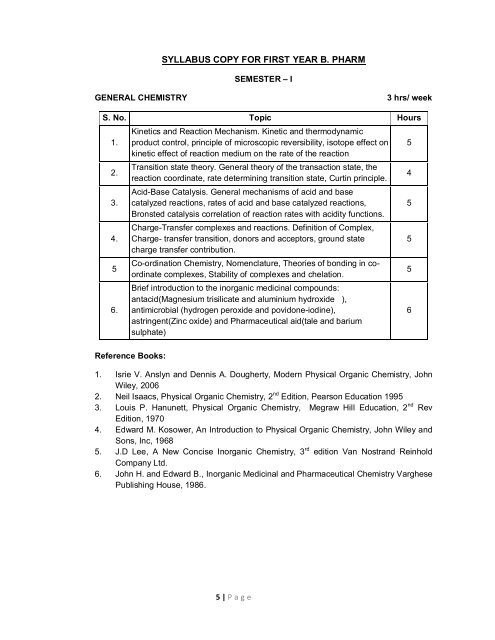 SYLLABUS COPY FOR FIRST YEAR B. PHARM
SEMESTER – I
GENERAL CHEMISTRY 3 hrs/ week
S. No. Topic Hours
1. Kinetics and Reaction Mechanism. Kinetic and thermodynamic
product control, principle of microscopic reversibility, isotope effect on 5
kinetic effect of reaction medium on the rate of the reaction
2. Transition state theory. General theory of the transaction state, the 4
reaction coordinate, rate determining transition state, Curtin principle.
3. Acid-Base Catalysis. General mechanisms of acid and base
catalyzed reactions, rates of acid and base catalyzed reactions, 5
Bronsted catalysis correlation of reaction rates with acidity functions.
4. Charge-Transfer complexes and reactions. Definition of Complex,
Charge- transfer transition, donors and acceptors, ground state 5
charge transfer contribution.
5 Co-ordination Chemistry, Nomenclature, Theories of bonding in co- 5
ordinate complexes, Stability of complexes and chelation.
6. Brief introduction to the inorganic medicinal compounds:
antacid(Magnesium trisilicate and aluminium hydroxide ),
antimicrobial (hydrogen peroxide and povidone-iodine), 6
astringent(Zinc oxide) and Pharmaceutical aid(tale and barium
sulphate)
Reference Books:
1. Isrie V. Anslyn and Dennis A. Dougherty, Modern Physical Organic Chemistry, John
Wiley, 2006
2. Neil Isaacs, Physical Organic Chemistry, 2nd Edition, Pearson Education 1995
3. Louis P. Hanunett, Physical Organic Chemistry, Megraw Hill Education, 2nd Rev
Edition, 1970
4. Edward M. Kosower, An Introduction to Physical Organic Chemistry, John Wiley and
Sons, Inc, 1968
5. J.D Lee, A New Concise Inorganic Chemistry, 3rd edition Van Nostrand Reinhold
Company Ltd.
6. John H. and Edward B., Inorganic Medicinal and Pharmaceutical Chemistry Varghese
Publishing House, 1986.
5 | Page